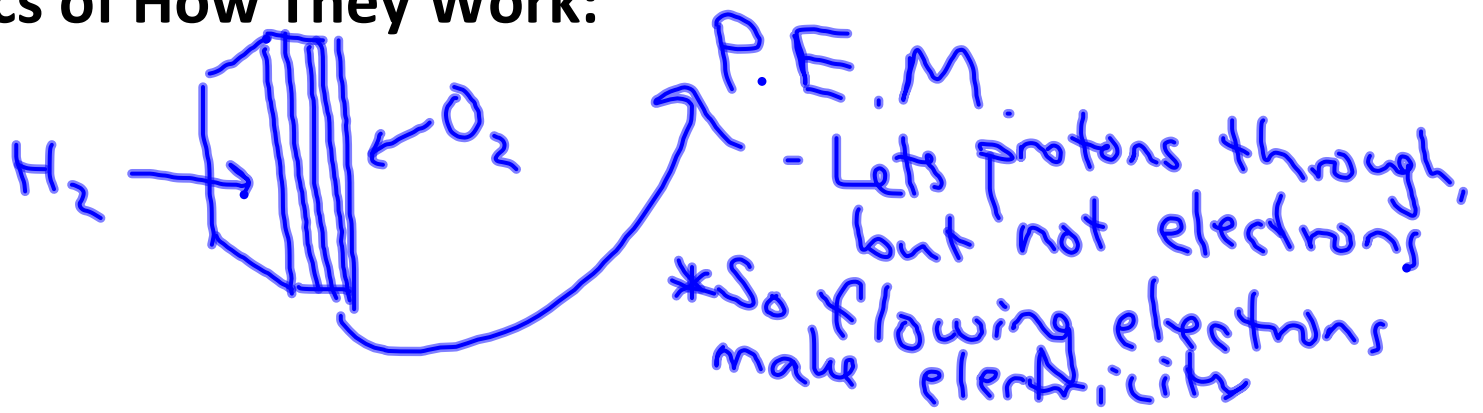 cs of How They Work:
P.E.M.
O2
H2
- Lets protons through,
but not electrons
*So flowing electrons
make electricity